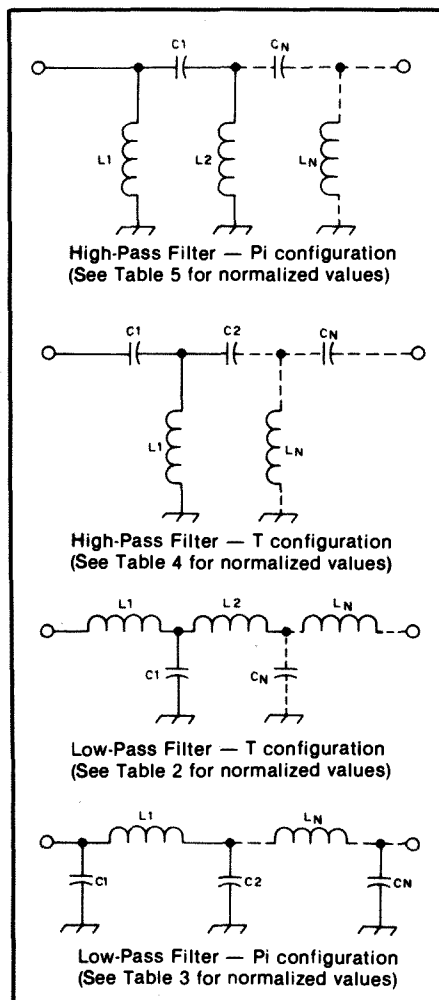 C1 CN
L1 L2 LN
High-Pass Filter — Pi configuration
(See Table 5 for normalized values)
C1 C2 CN
L1 LN
High-Pass Filter — T configuration
(See Table 4 for normalized values)
L1 L2 LN
C1 CN
Low-Pass Filter — T configuration
(See Table 2 for normalized values)
L1 LN
C1 C2 CN
Low-Pass Filter — Pi configuration
(See Table 3 for normalized values)